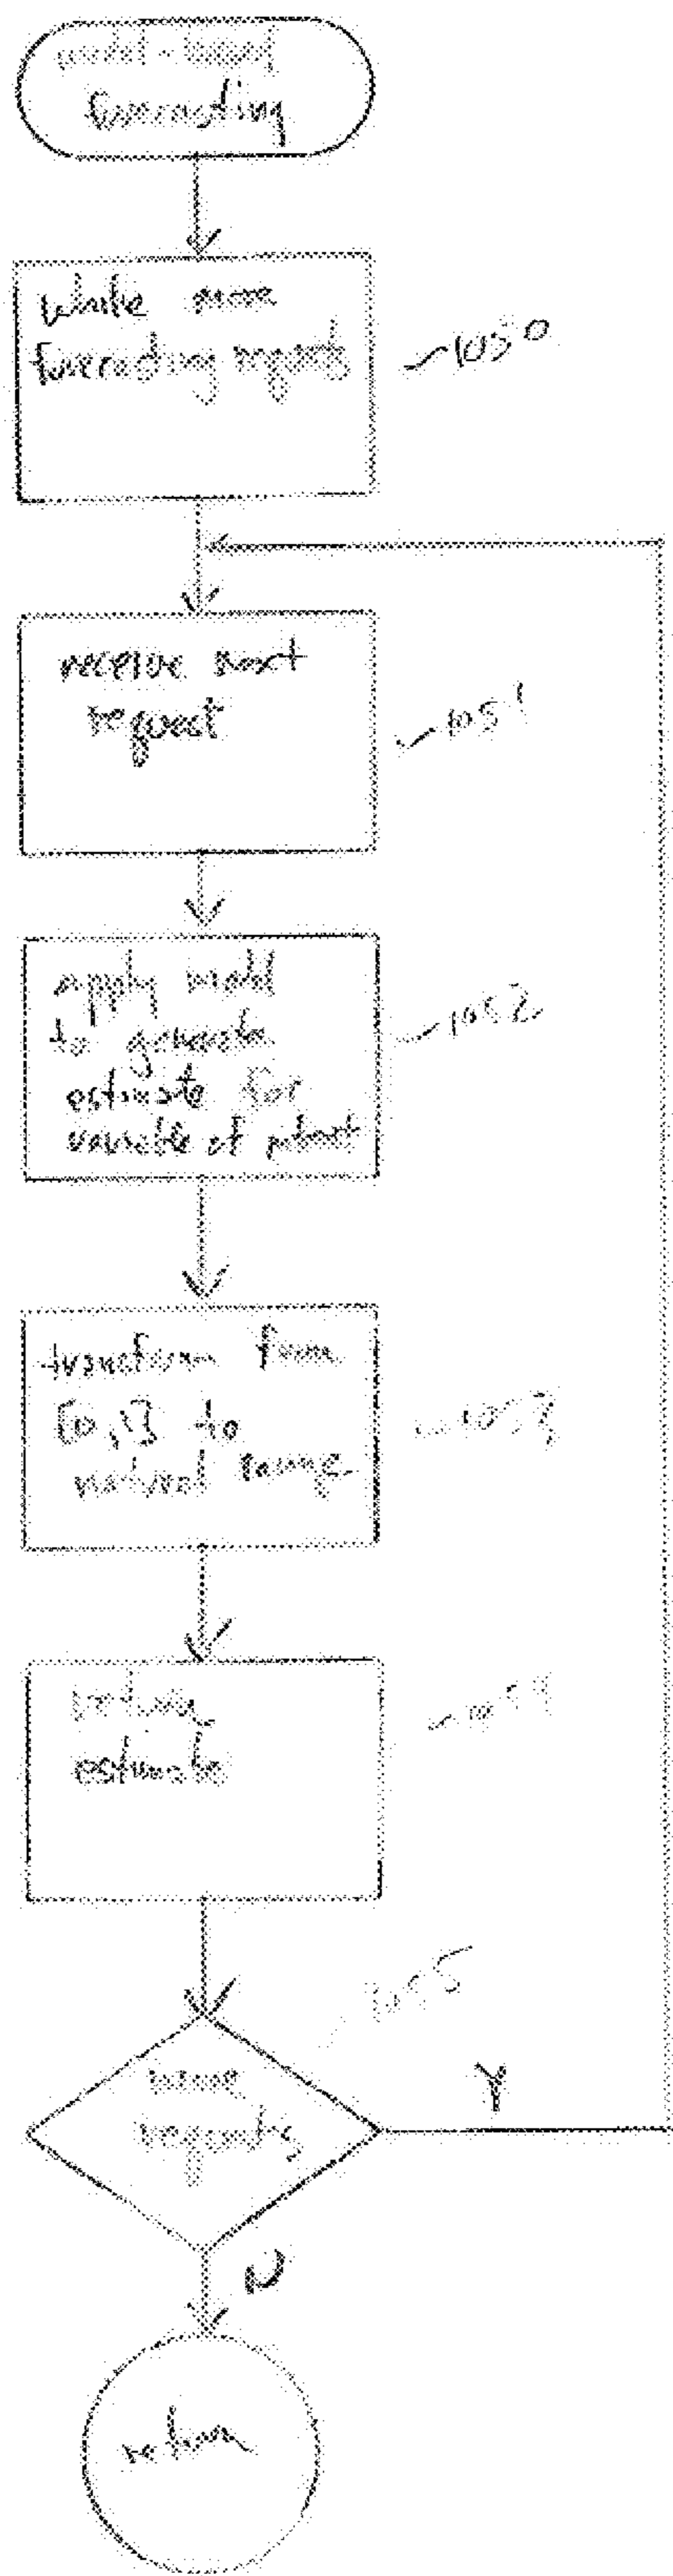 model-based
forecasting
while more
forecasting requests
1050
receive next
request
1051
apply model
to generate
estimate for
variable of interest
1052
transform from
[0,1] to
natural range
1053
return
estimate
1054
1055
more
requests
Y
N
return